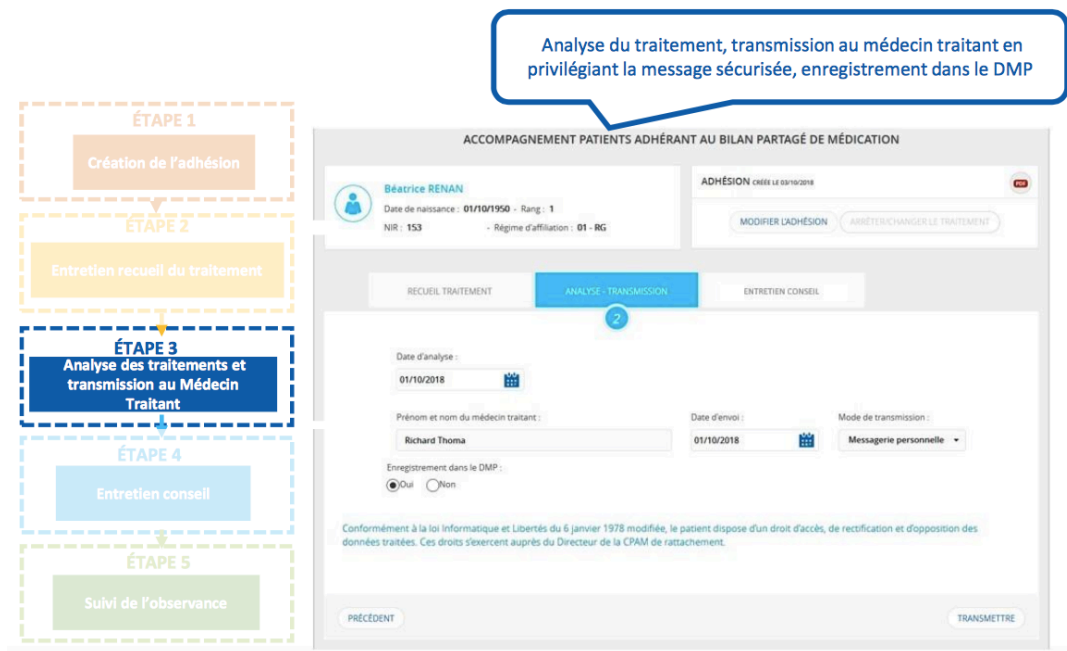 Analyse du traitement, transmission au médecin traitant en
privilégiant la message sécurisée, enregistrement dans le DMP
ÉTAPE 1
Création de l'adhésion
ÉTAPE 2
Entretien recueil du traitement
ÉTAPE 3
Analyse des traitements et
transmission au Médecin
Traitant
ÉTAPE 4
Entretien conseil
ÉTAPE 5
Suivi de l'observance
ACCOMPAGNEMENT PATIENTS ADHÉRANT AU BILAN PARTAGÉ DE MÉDICATION
Béatrice RENAN
Date de naissance : 01/10/1950 - Rang : 1
NIR : 153 - Régime d'affiliation : 01 - RG
ADHÉSION CRÉÉE LE 03/10/2018
PDF
MODIFIER L'ADHÉSION
ARRÊTER/CHANGER LE TRAITEMENT
RECUEIL TRAITEMENT
ANALYSE - TRANSMISSION
ENTRETIEN CONSEIL
2
Date d'analyse :
01/10/2018
Prénom et nom du médecin traitant :
Richard Thoma
Date d'envoi :
01/10/2018
Mode de transmission :
Messagerie personnelle
Enregistrement dans le DMP :
Oui Non
Conformément à la loi Informatique et Libertés du 6 janvier 1978 modifiée, le patient dispose d'un droit d'accès, de rectification et d'opposition des
données traitées. Ces droits s'exercent auprès du Directeur de la CPAM de rattachement.
PRÉCÉDENT
TRANSMETTRE